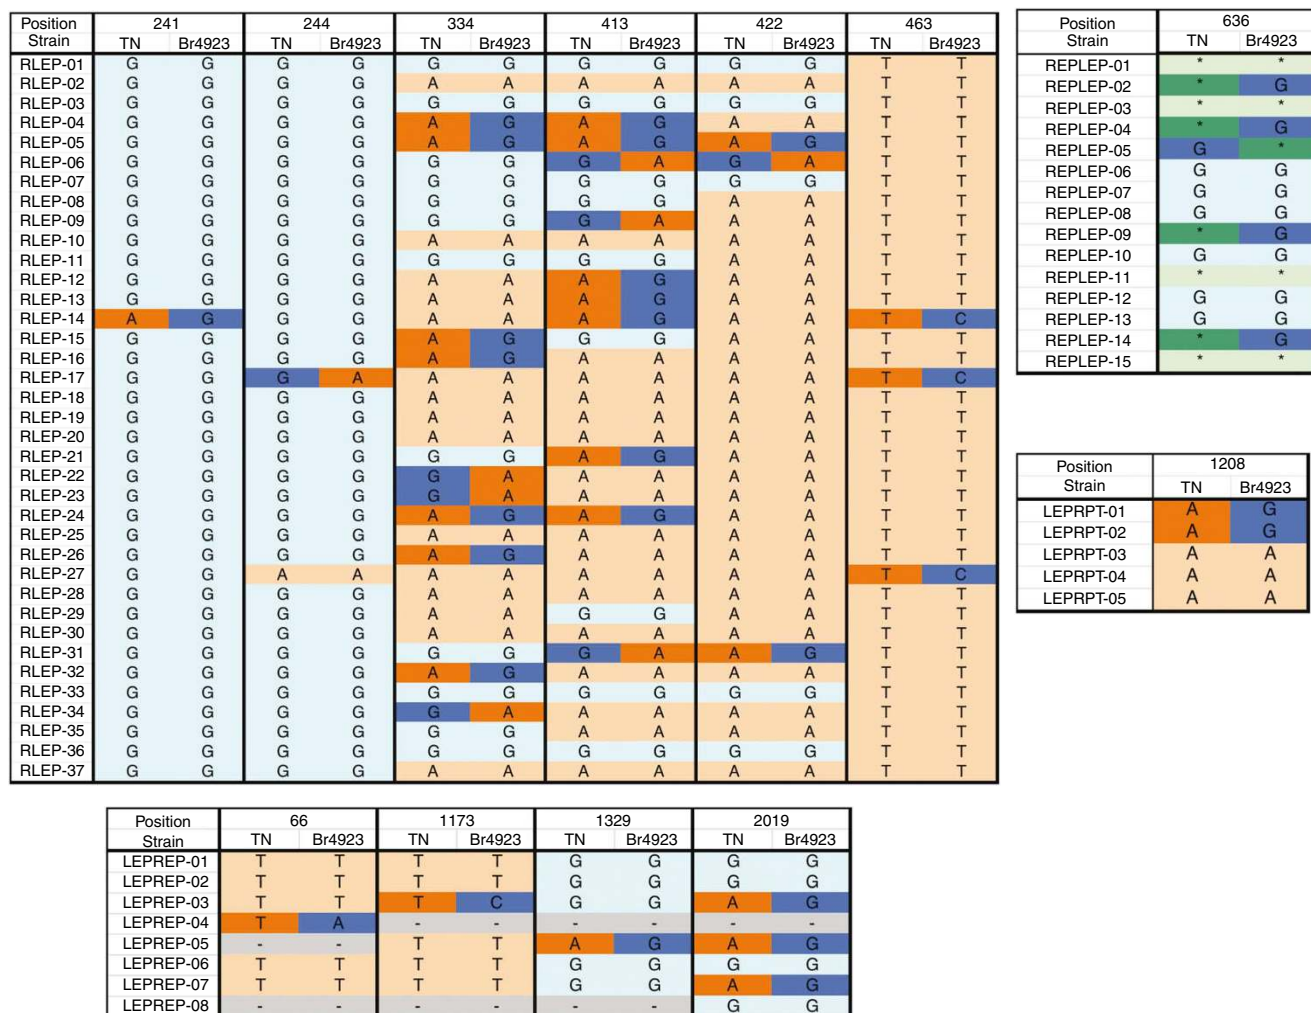 Position 241 244 334 413 422 463
Strain TN Br4923 TN Br4923 TN Br4923 TN Br4923 TN Br4923 TN Br4923
RLEP-01 G G G G G G G G G G T T
RLEP-02 G G G G A A A A A A T T
RLEP-03 G G G G G G G G G G T T
RLEP-04 G G G G A G A G A A T T
RLEP-05 G G G G A G A G A G T T
RLEP-06 G G G G G G G A G A T T
RLEP-07 G G G G G G G G G G T T
RLEP-08 G G G G G G G G A A T T
RLEP-09 G G G G G G G A A A T T
RLEP-10 G G G G A A A A A A T T
RLEP-11 G G G G G G G G A A T T
RLEP-12 G G G G A A A G A A T T
RLEP-13 G G G G A A A G A A T T
RLEP-14 A G G G A A A G A A T C
RLEP-15 G G G G A G G G A A T T
RLEP-16 G G G G A G A A A A T T
RLEP-17 G G G A A A A A A A T C
RLEP-18 G G G G A A A A A A T T
RLEP-19 G G G G A A A A A A T T
RLEP-20 G G G G A A A A A A T T
RLEP-21 G G G G G G A G A A T T
RLEP-22 G G G G G A A A A A T T
RLEP-23 G G G G G A A A A A T T
RLEP-24 G G G G A G A G A A T T
RLEP-25 G G G G A A A A A A T T
RLEP-26 G G G G A G A A A A T T
RLEP-27 G G A A A A A A A A T C
RLEP-28 G G G G A A A A A A T T
RLEP-29 G G G G A A G G A A T T
RLEP-30 G G G G A A A A A A T T
RLEP-31 G G G G G G G A A G T T
RLEP-32 G G G G A G A A A A T T
RLEP-33 G G G G G G G G G G T T
RLEP-34 G G G G G A A A A A T T
RLEP-35 G G G G G G A A A A T T
RLEP-36 G G G G G G G G G G T T
RLEP-37 G G G G A A A A A A T T
Position 636
Strain TN Br4923
REPLEP-01 * *
REPLEP-02 * G
REPLEP-03 * *
REPLEP-04 * G
REPLEP-05 G *
REPLEP-06 G G
REPLEP-07 G G
REPLEP-08 G G
REPLEP-09 * G
REPLEP-10 G G
REPLEP-11 * *
REPLEP-12 G G
REPLEP-13 G G
REPLEP-14 * G
REPLEP-15 * *
Position 1208
Strain TN Br4923
LEPRPT-01 A G
LEPRPT-02 A G
LEPRPT-03 A A
LEPRPT-04 A A
LEPRPT-05 A A
Position 66 1173 1329 2019
Strain TN Br4923 TN Br4923 TN Br4923 TN Br4923
LEPREP-01 T T T T G G G G
LEPREP-02 T T T T G G G G
LEPREP-03 T T T C G G A G
LEPREP-04 T A - - - - - -
LEPREP-05 - - T T A G A G
LEPREP-06 T T T T G G G G
LEPREP-07 T T T T G G A G
LEPREP-08 - - - - - - G G